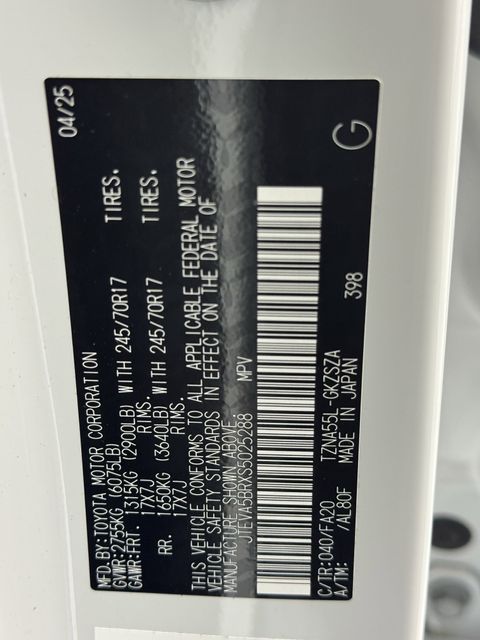 MFD.BY:TOYOTA MOTOR CORPORATION 04/25
GVWR:2755KG (6075LB)
GAWR:FRT. 1315KG (2900LB) WITH 245/70R17 TIRES.
17X7J RIMS.
RR. 1650KG (3640LB) WITH 245/70R17 TIRES.
17X7J RIMS.
THIS VEHICLE CONFORMS TO ALL APPLICABLE FEDERAL MOTOR
VEHICLE SAFETY STANDARDS IN EFFECT ON THE DATE OF
MANUFACTURE SHOWN ABOVE.
JTEVA5BRXS5025288 MPV
C/TR:040/FA20 TZNA55L-GKZSZA
A/TM: /AL80F MADE IN JAPAN 398
G